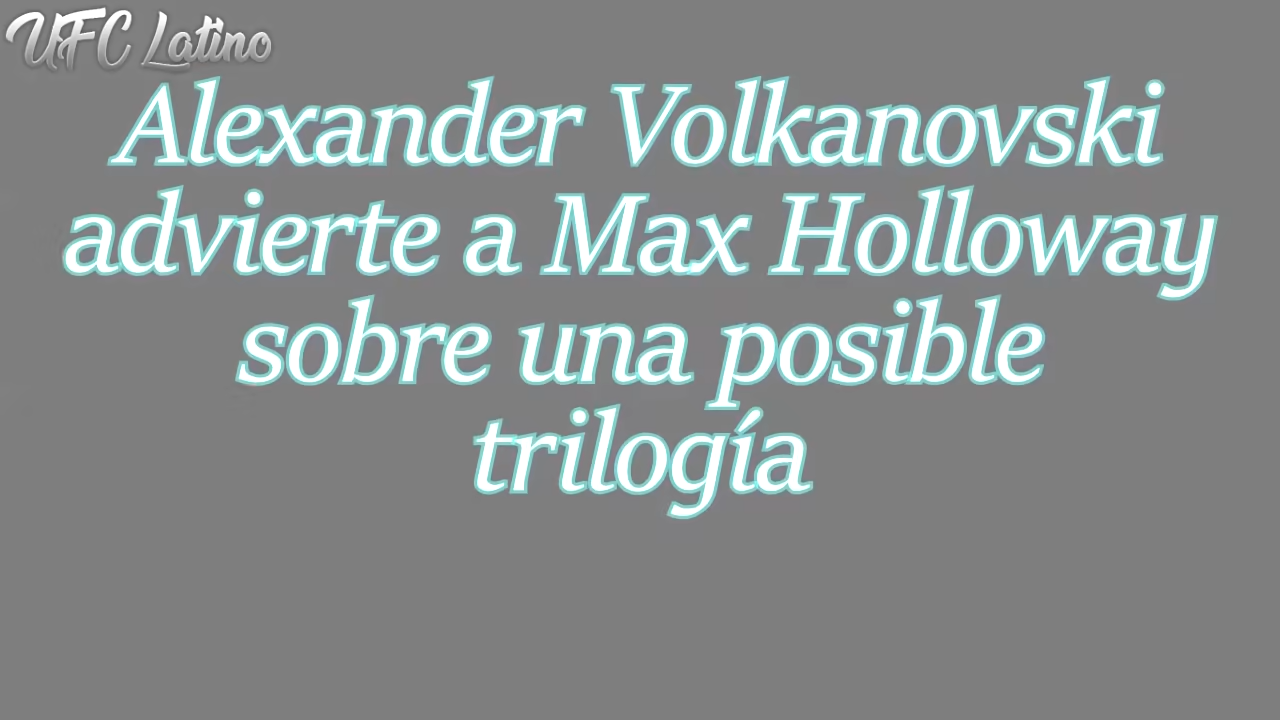 UFC Latino
Alexander Volkanovski
advierte a Max Holloway
sobre una posible
trilogía